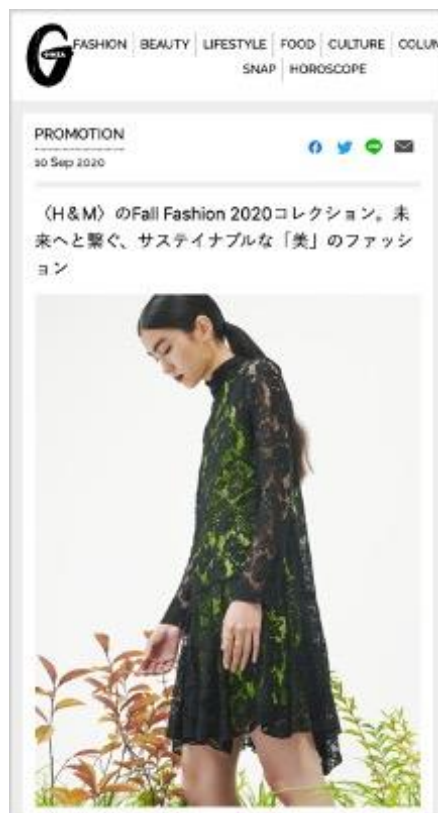 GINZA
FASHION | BEAUTY | LIFESTYLE | FOOD | CULTURE | COLUM
SNAP | HOROSCOPE
PROMOTION
10 Sep 2020
〈H&M〉のFall Fashion 2020コレクション。未
来へと繋ぐ、サステイナブルな「美」のファッシ
ョン